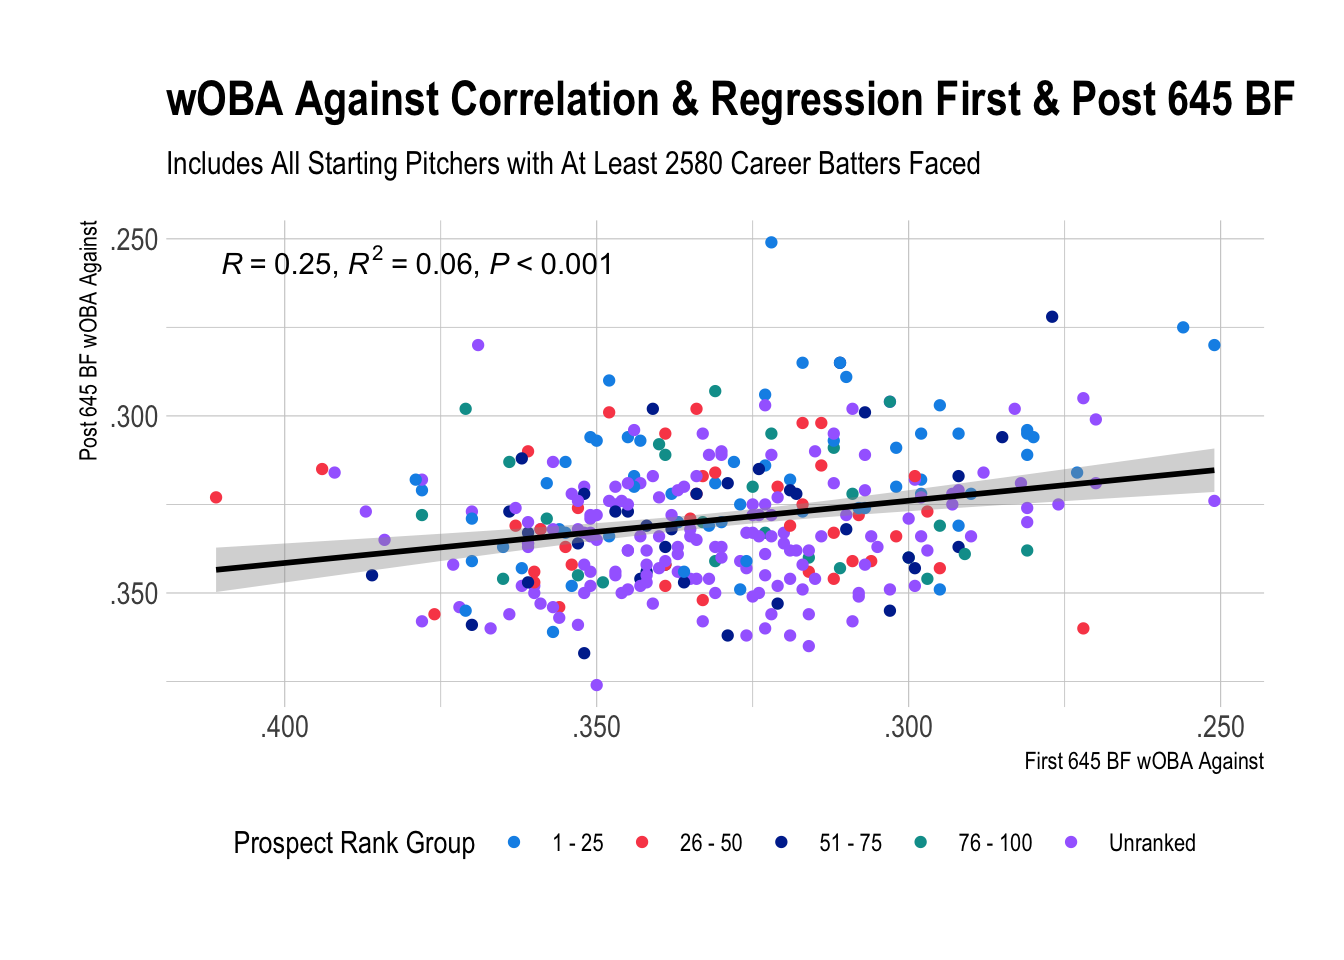 wOBA Against Correlation & Regression First & Post 645 BF
Includes All Starting Pitchers with At Least 2580 Career Batters Faced
Post 645 BF wOBA Against
.250
.300
.350
R = 0.25, R² = 0.06, P < 0.001
.400
.350
.300
.250
First 645 BF wOBA Against
Prospect Rank Group
1 - 25
26 - 50
51 - 75
76 - 100
Unranked